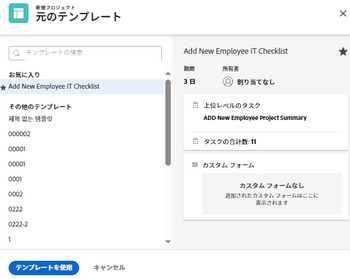 新規プロジェクト
元のテンプレート
テンプレートの検索
お気に入り
Add New Employee IT Checklist
その他のテンプレート
제목 없는 템플릿
000002
00001
00001
0001
0002
0222
0222-2
1
Add New Employee IT Checklist
期間
所有者
3 日
割り当てなし
上位レベルのタスク
ADD New Employee Project Summary
タスクの合計数: 11
カスタム フォーム
カスタム フォームなし
追加されたカスタム フォームはここに
表示されます
テンプレートを使用
キャンセル